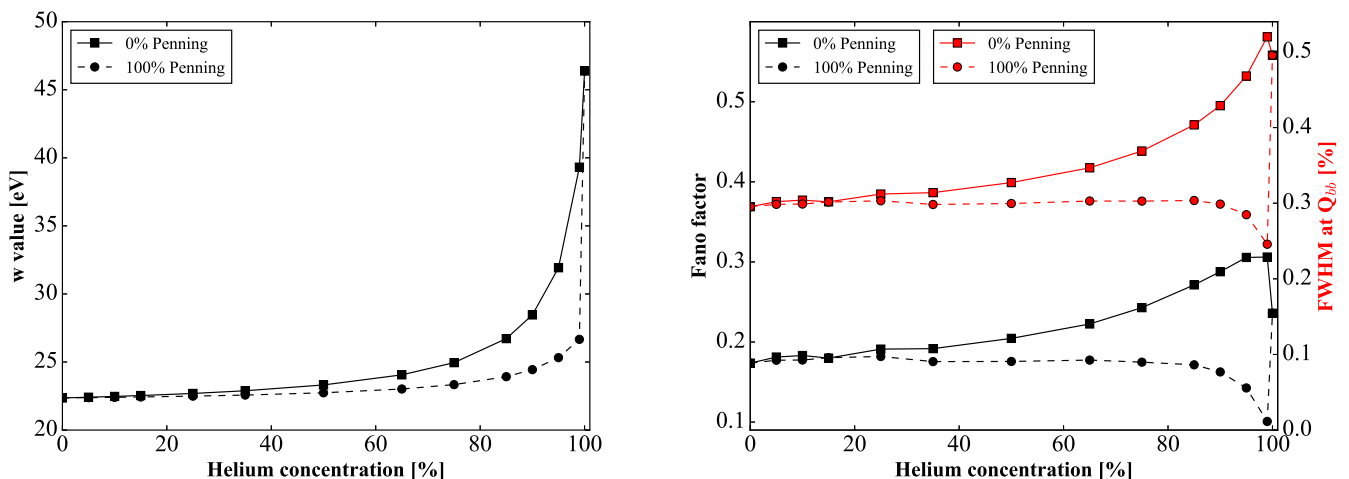 50
45
40
35
30
25
20
w value [eV]
0% Penning
100% Penning
0 20 40 60 80 100
Helium concentration [%]
0.5
0.4
0.3
0.2
0.1
Fano factor
0% Penning
100% Penning
0% Penning
100% Penning
0 20 40 60 80 100
Helium concentration [%]
0.5
0.4
0.3
0.2
0.1
0.0
FWHM at Q_{bb} [%]